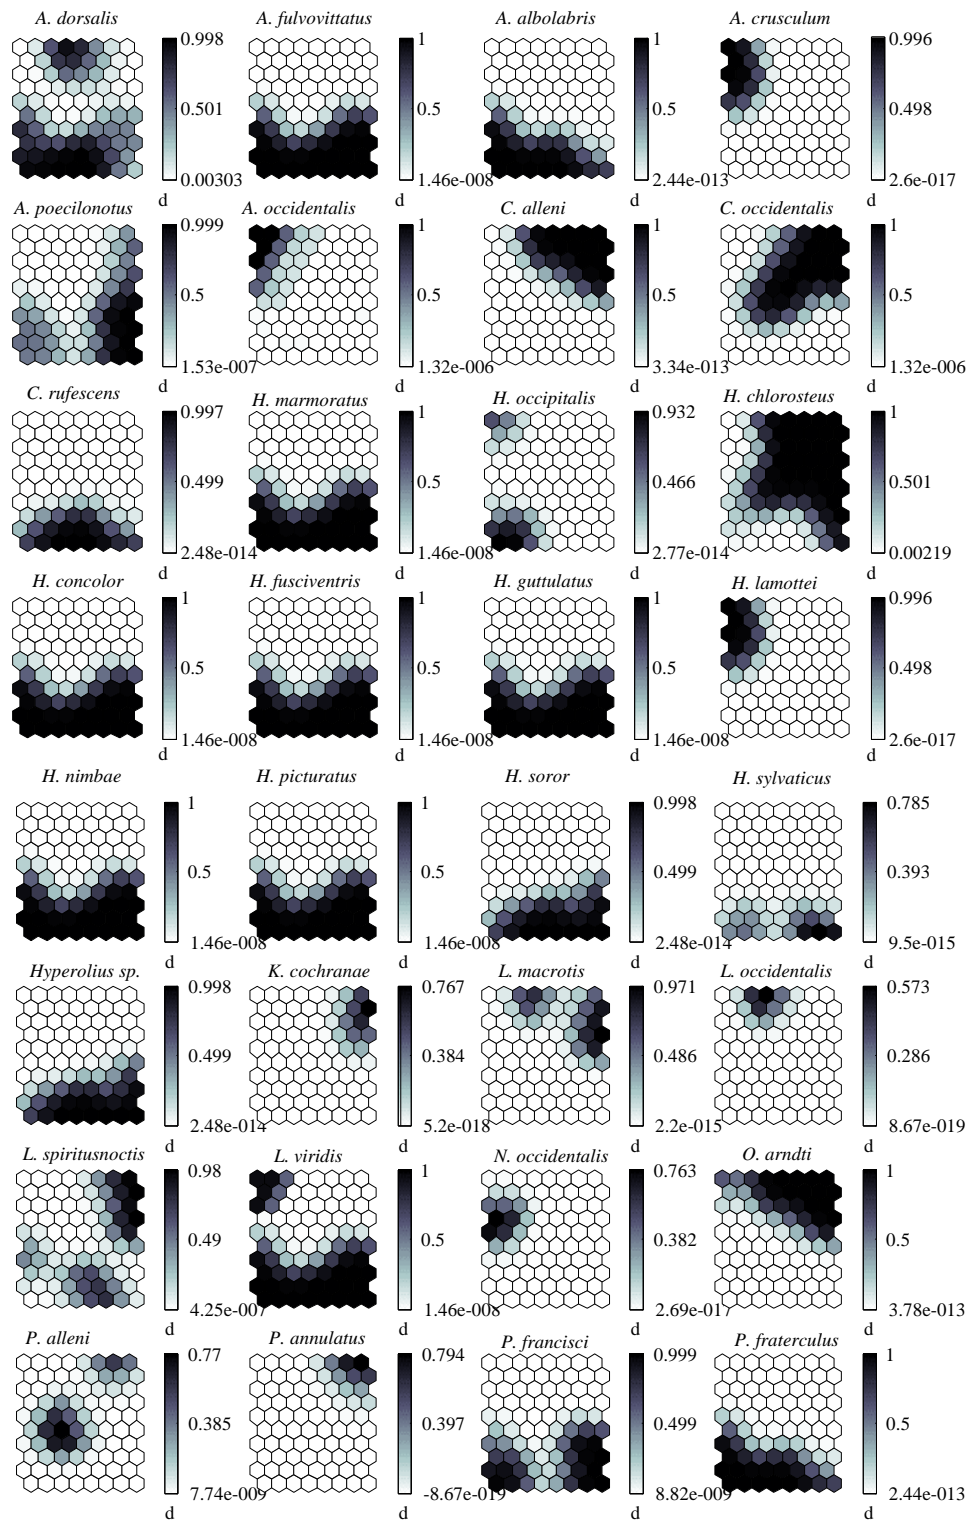 A. dorsalis A. fulvovittatus A. albolabris A. crusculum
0.998 1 1 0.996
0.501 0.5 0.5 0.498
0.00303 1.46e-008 2.44e-013 2.6e-017
d d d d
A. poecilonotus A. occidentalis C. alleni C. occidentalis
0.999 1 1 1
0.5 0.5 0.5 0.5
1.53e-007 1.32e-006 3.34e-013 1.32e-006
d d d d
C. rufescens H. marmoratus H. occipitalis H. chlorosteus
0.997 1 0.932 1
0.499 0.5 0.466 0.501
2.48e-014 1.46e-008 2.77e-014 0.00219
d d d d
H. concolor H. fusciventris H. guttulatus H. lamottei
1 1 1 0.996
0.5 0.5 0.5 0.498
1.46e-008 1.46e-008 1.46e-008 2.6e-017
d d d d
H. nimbae H. picturatus H. soror H. sylvaticus
1 1 0.998 0.785
0.5 0.5 0.499 0.393
1.46e-008 1.46e-008 2.48e-014 9.5e-015
d d d d
Hyperolius sp. K. cochranae L. macrotis L. occidentalis
0.998 0.767 0.971 0.573
0.499 0.384 0.486 0.286
2.48e-014 5.2e-018 2.2e-015 8.67e-019
d d d d
L. spiritusnoctis L. viridis N. occidentalis O. arndti
0.98 1 0.763 1
0.49 0.5 0.382 0.5
4.25e-007 1.46e-008 2.69e-017 3.78e-013
d d d d
P. alleni P. annulatus P. francisci P. fraterculus
0.77 0.794 0.999 1
0.385 0.397 0.499 0.5
7.74e-009 -8.67e-019 8.82e-009 2.44e-013
d d d d